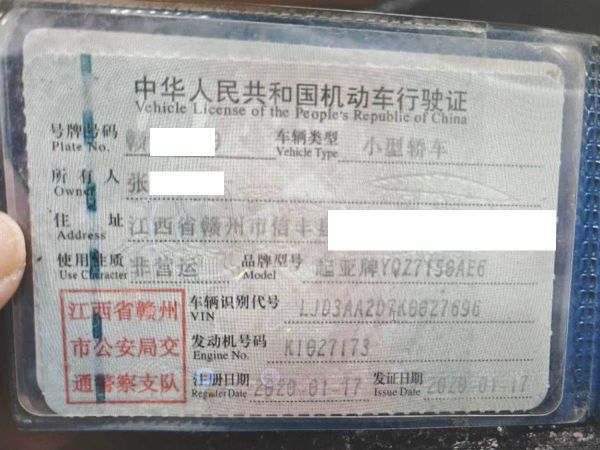 中华人民共和国机动车行驶证
Vehicle License of the People's Republic of China
号牌号码 车辆类型 小型轿车
Plate No. Vehicle Type
所有人 张
Owner
住址 江西省赣州市信丰县
Address
使用性质 非营运 品牌型号 起亚牌YQZ7158AE6
Use Character Model
江西省赣州 车辆识别代号 LJD3AA2D7K0827696
VIN
市公安局交 发动机号码 K1827173
Engine No.
通警察支队 注册日期 2020-01-17 发证日期 2020-01-17
Register Date Issue Date